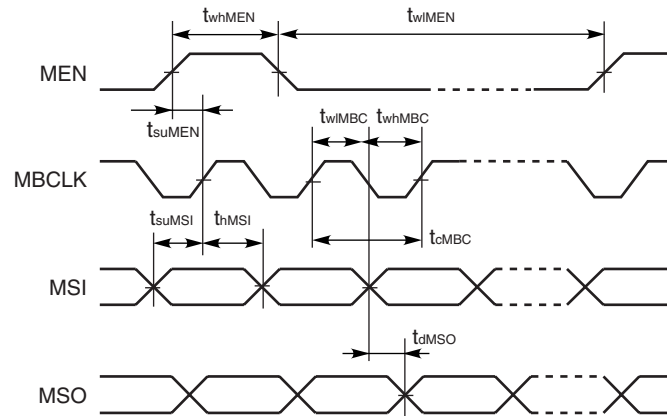 twhMEN
twlMEN
MEN
tsuMEN
twlMBC
twhMBC
MBCLK
tsuMSI
thMSI
tcMBC
MSI
tdMSO
MSO